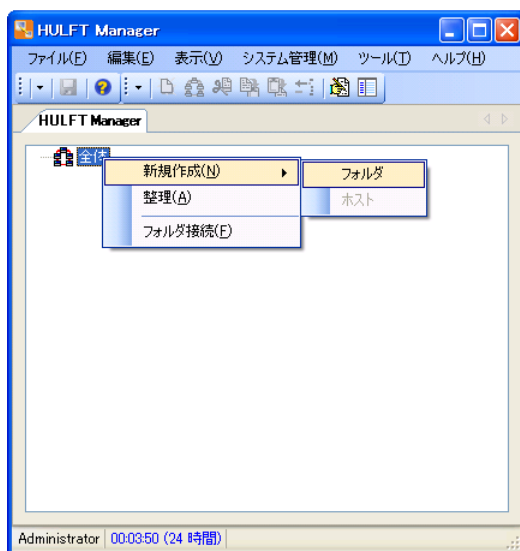 HULFT Manager
ファイル(F) 編集(E) 表示(V) システム管理(M) ツール(T) ヘルプ(H)
HULFT Manager
全体
新規作成(N) フォルダ
整理(A) ホスト
フォルダ接続(F)
Administrator 00:03:50 (24 時間)